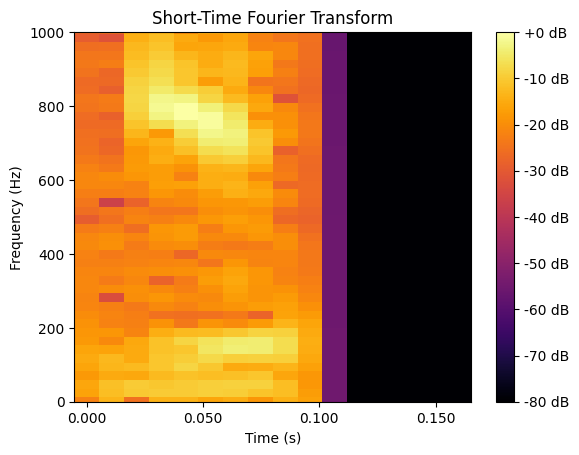 Short-Time Fourier Transform
Frequency (Hz)
1000
800
600
400
200
0
0.000
0.050
0.100
0.150
Time (s)
+0 dB
-10 dB
-20 dB
-30 dB
-40 dB
-50 dB
-60 dB
-70 dB
-80 dB